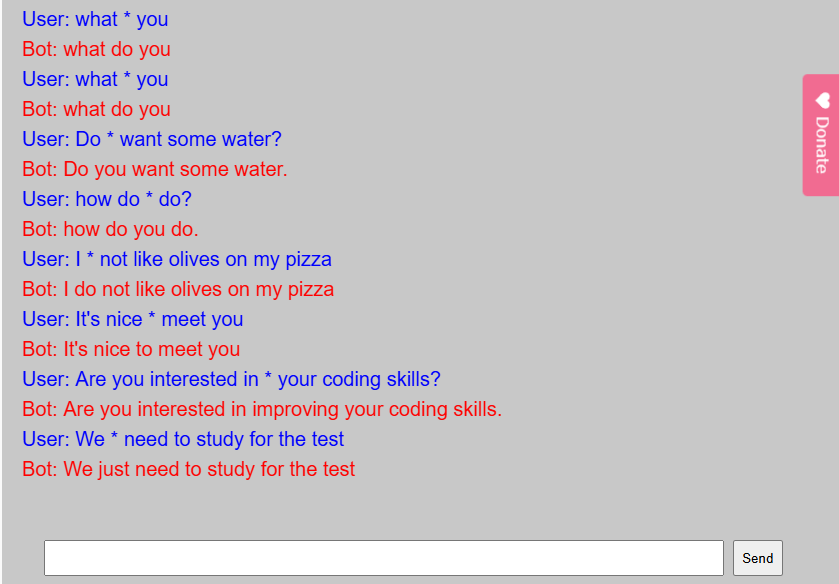 User: what * you
Bot: what do you
User: what * you
Bot: what do you
User: Do * want some water?
Bot: Do you want some water.
User: how do * do?
Bot: how do you do.
User: I * not like olives on my pizza
Bot: I do not like olives on my pizza
User: It's nice * meet you
Bot: It's nice to meet you
User: Are you interested in * your coding skills?
Bot: Are you interested in improving your coding skills.
User: We * need to study for the test
Bot: We just need to study for the test
Donate
Send